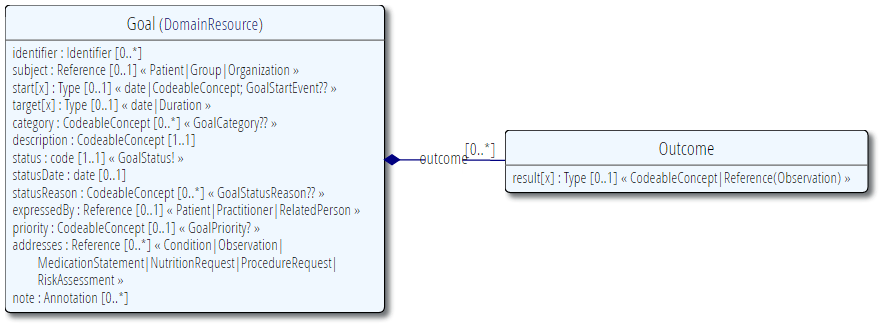 Goal (DomainResource)
identifier : Identifier [0..*]
subject : Reference [0..1] « Patient|Group|Organization »
start[x] : Type [0..1] « date|CodeableConcept; GoalStartEvent?? »
target[x] : Type [0..1] « date|Duration »
category : CodeableConcept [0..*] « GoalCategory?? »
description : CodeableConcept [1..1]
status : code [1..1] « GoalStatus! »
statusDate : date [0..1]
statusReason : CodeableConcept [0..*] « GoalStatusReason?? »
expressedBy : Reference [0..1] « Patient|Practitioner|RelatedPerson »
priority : CodeableConcept [0..1] « GoalPriority? »
addresses : Reference [0..*] « Condition|Observation|
MedicationStatement|NutritionRequest|ProcedureRequest|
RiskAssessment »
note : Annotation [0..*]
outcome
[0..*]
Outcome
result[x] : Type [0..1] « CodeableConcept|Reference(Observation) »